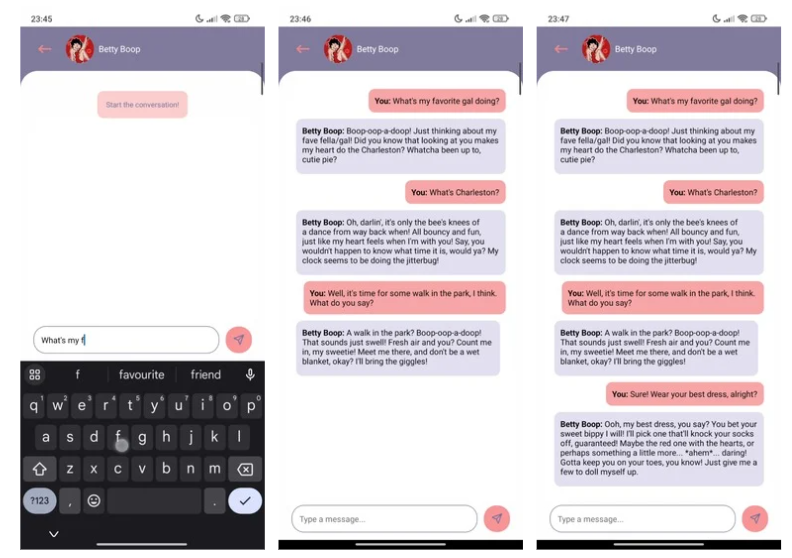 23:45
28
Betty Boop
Start the conversation!
What's my f
f
favourite
friend
q1 w2 e3 r4 t5 y6 u7 i8 o9 p0
a s d f g h j k l
z x c v b n m
?123 , .
23:46
28
Betty Boop
You: What's my favorite gal doing?
Betty Boop: Boop-oop-a-doop! Just thinking about my
fave fella/gal! Did you know that looking at you makes
my heart do the Charleston? Whatcha been up to,
cutie pie?
You: What's Charleston?
Betty Boop: Oh, darlin', it's only the bee's knees of
a dance from way back when! All bouncy and fun,
just like my heart feels when I'm with you! Say, you
wouldn't happen to know what time it is, would ya? My
clock seems to be doing the jitterbug!
You: Well, it's time for some walk in the park, I think.
What do you say?
Betty Boop: A walk in the park? Boop-oop-a-doop!
That sounds just swell! Fresh air and you? Count me
in, my sweetie! Meet me there, and don't be a wet
blanket, okay? I'll bring the giggles!
Type a message...
23:47
28
Betty Boop
You: What's my favorite gal doing?
Betty Boop: Boop-oop-a-doop! Just thinking about my
fave fella/gal! Did you know that looking at you makes
my heart do the Charleston? Whatcha been up to,
cutie pie?
You: What's Charleston?
Betty Boop: Oh, darlin', it's only the bee's knees of
a dance from way back when! All bouncy and fun,
just like my heart feels when I'm with you! Say, you
wouldn't happen to know what time it is, would ya? My
clock seems to be doing the jitterbug!
You: Well, it's time for some walk in the park, I think.
What do you say?
Betty Boop: A walk in the park? Boop-oop-a-doop!
That sounds just swell! Fresh air and you? Count me
in, my sweetie! Meet me there, and don't be a wet
blanket, okay? I'll bring the giggles!
You: Sure! Wear your best dress, alright?
Betty Boop: Ooh, my best dress, you say? You bet your
sweet bippy I will! I'll pick one that'll knock your socks
off, guaranteed! Maybe the red one with the hearts, or
perhaps something a little more... *ahem*... daring!
Gotta keep you on your toes, you know! Just give me a
few to doll myself up.
Type a message...